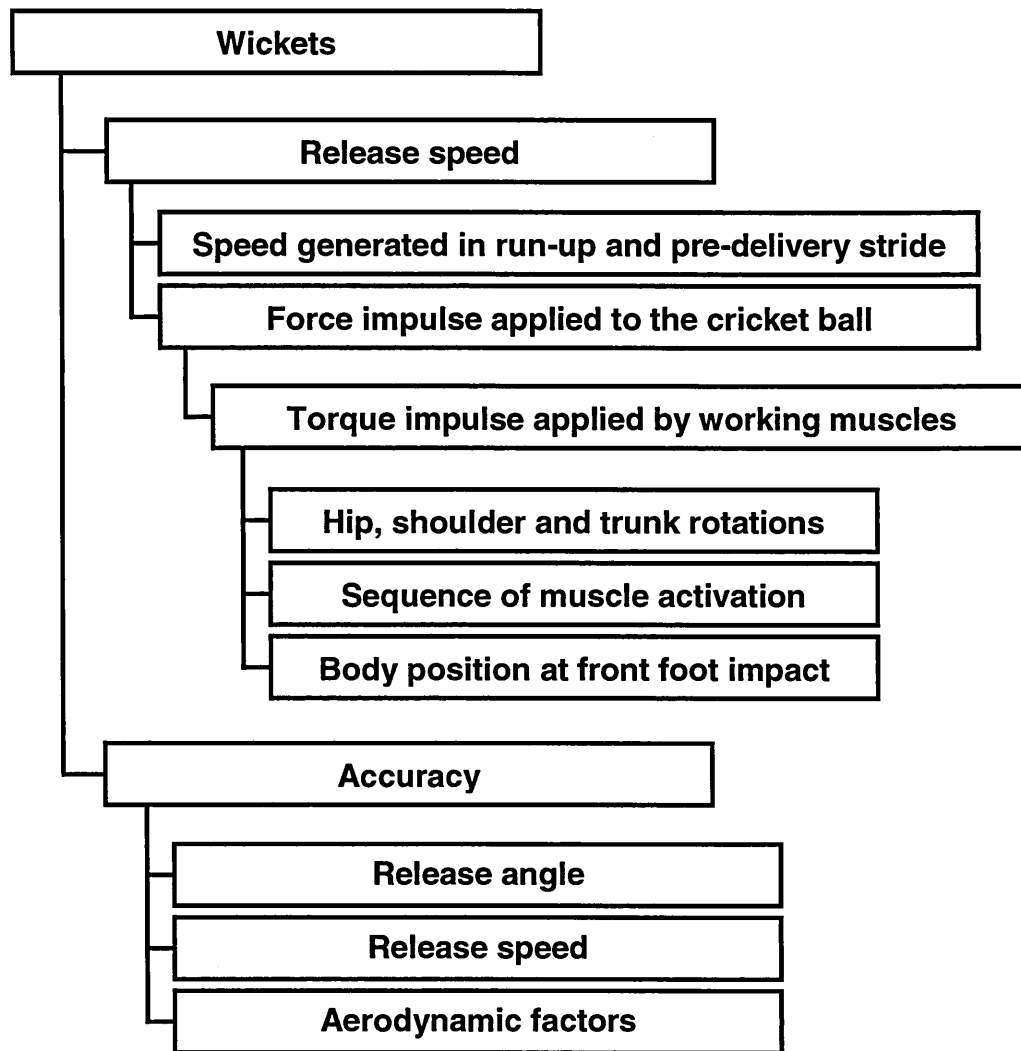 Wickets
Release speed
Speed generated in run-up and pre-delivery stride
Force impulse applied to the cricket ball
Torque impulse applied by working muscles
Hip, shoulder and trunk rotations
Sequence of muscle activation
Body position at front foot impact
Accuracy
Release angle
Release speed
Aerodynamic factors